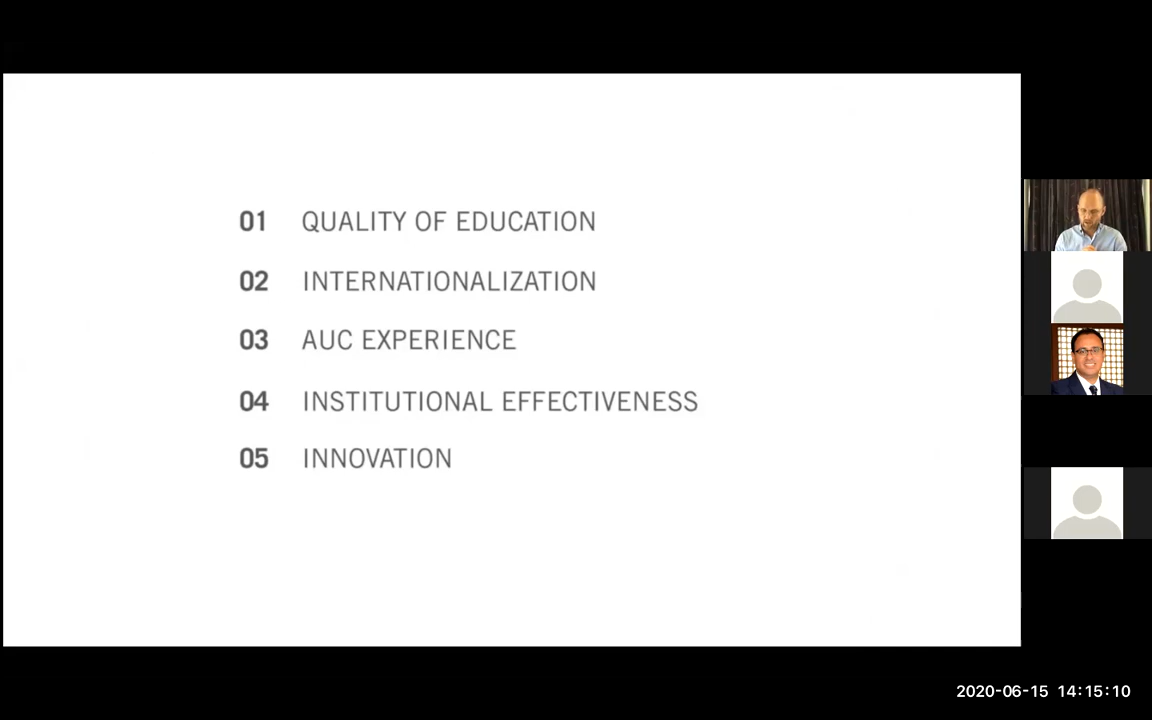 01 QUALITY OF EDUCATION
02 INTERNATIONALIZATION
03 AUC EXPERIENCE
04 INSTITUTIONAL EFFECTIVENESS
05 INNOVATION
2020-06-15 14:15:10